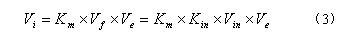 V_i = K_m × V_f × V_e = K_m × K_in × V_in × V_e （3）